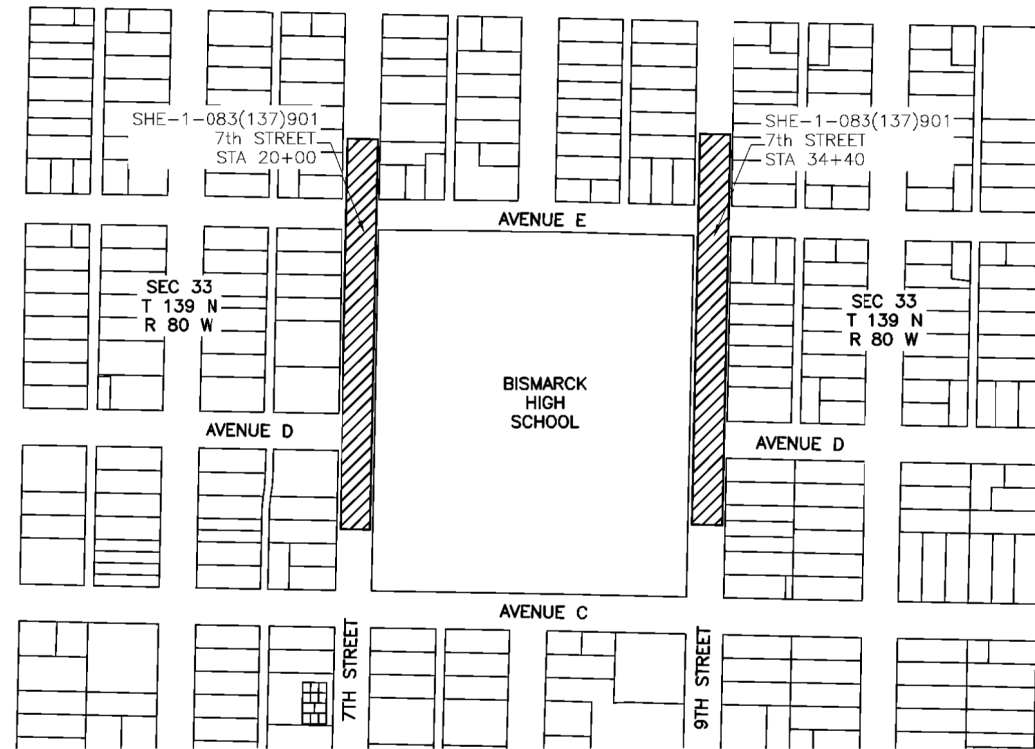 SHE-1-083(137)901
7th STREET
STA 20+00
SHE-1-083(137)901
7th STREET
STA 34+40
AVENUE E
SEC 33
T 139 N
R 80 W
SEC 33
T 139 N
R 80 W
BISMARCK
HIGH
SCHOOL
AVENUE D
AVENUE D
AVENUE C
7TH STREET
9TH STREET